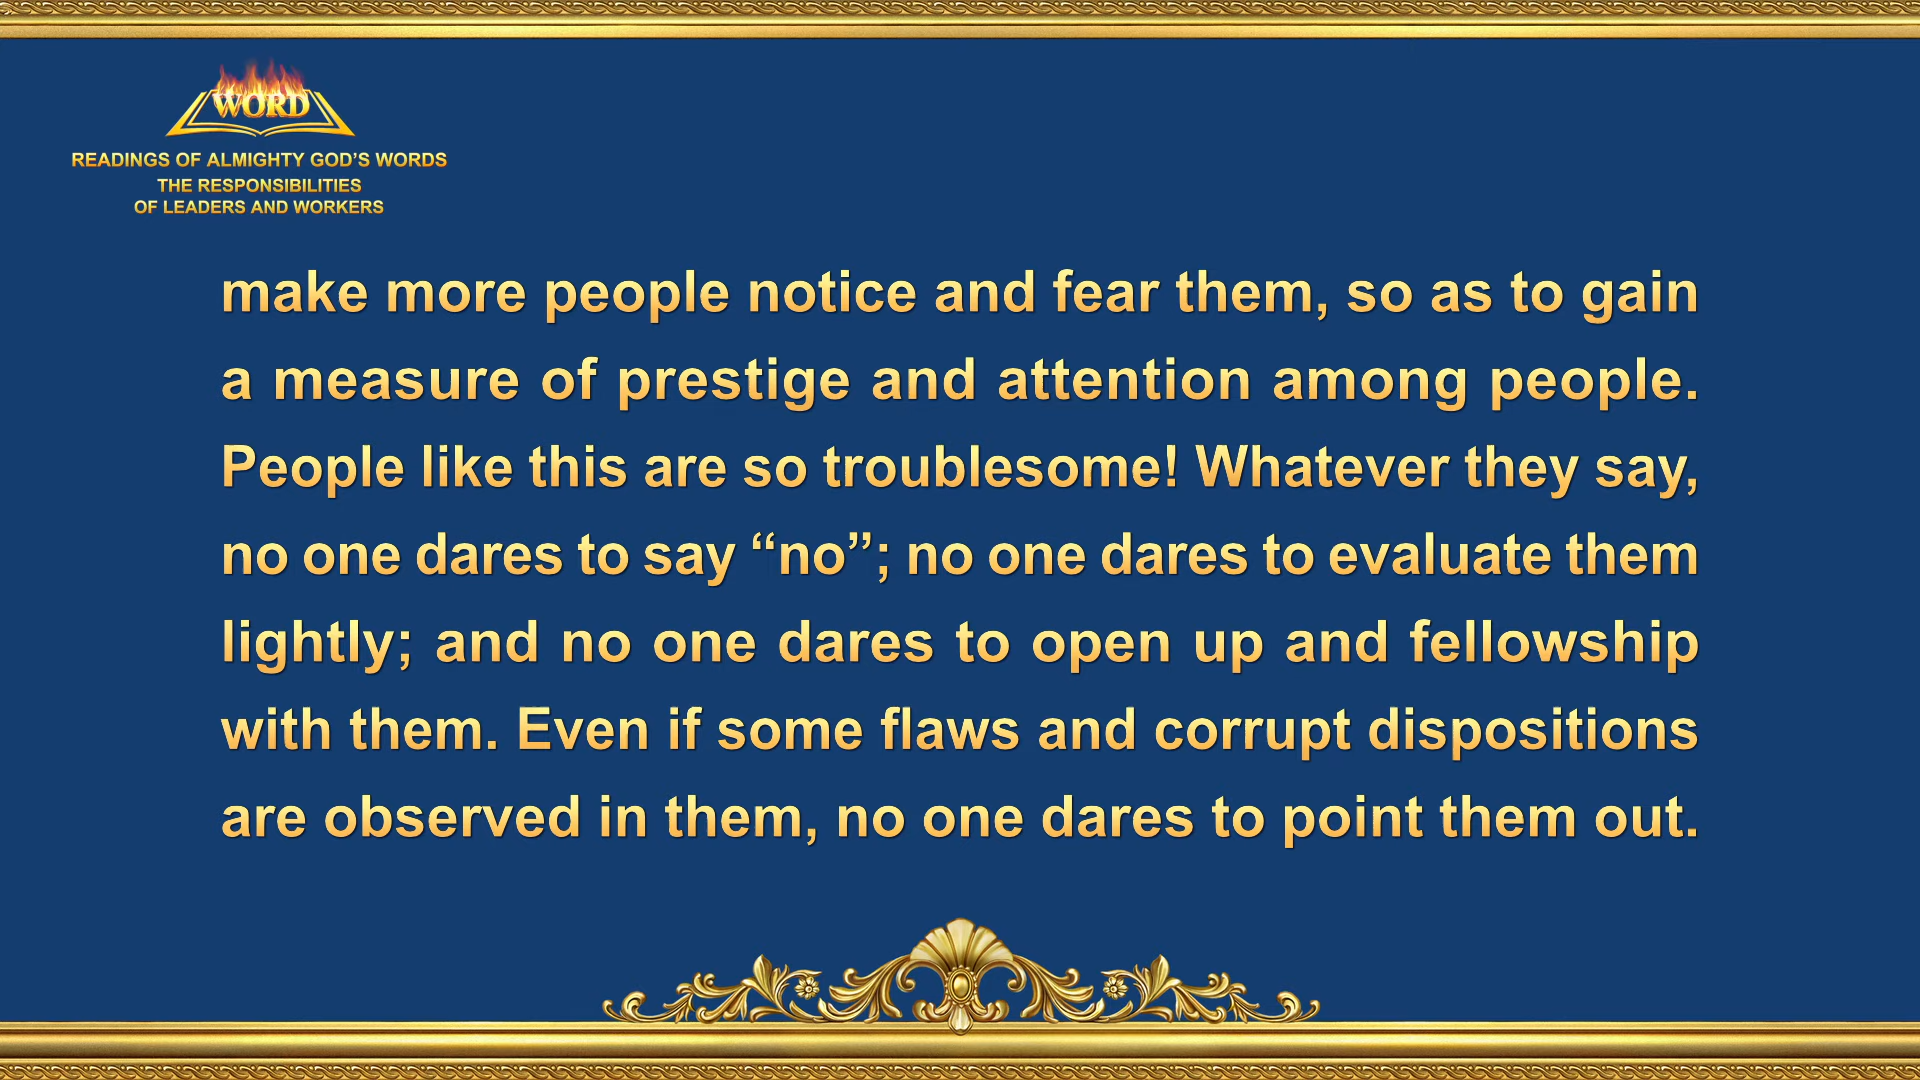 WORD
READINGS OF ALMIGHTY GOD’S WORDS
THE RESPONSIBILITIES
OF LEADERS AND WORKERS
make more people notice and fear them, so as to gain
a measure of prestige and attention among people.
People like this are so troublesome! Whatever they say,
no one dares to say “no”; no one dares to evaluate them
lightly; and no one dares to open up and fellowship
with them. Even if some flaws and corrupt dispositions
are observed in them, no one dares to point them out.